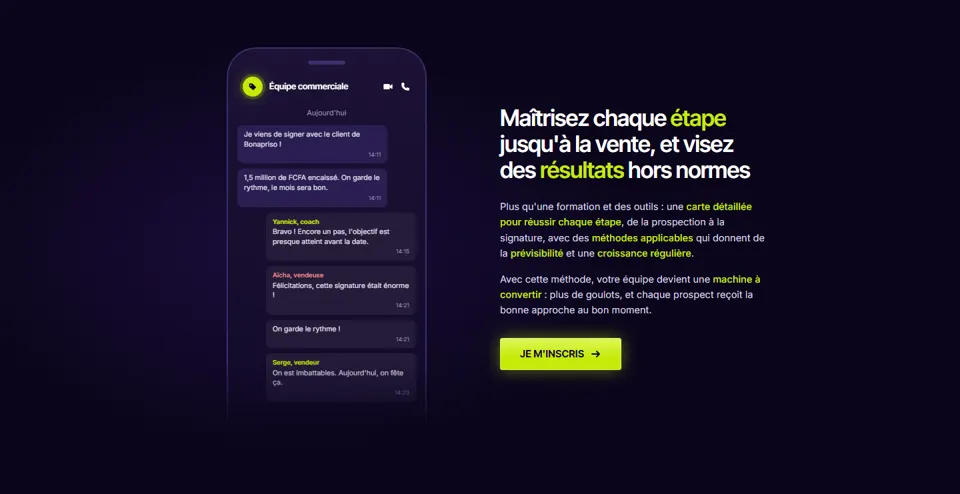 Équipe commerciale
Aujourd'hui
Je viens de signer avec le client de
Bonapriso !
14:11
1,5 million de FCFA encaissé. On garde le
rythme, le mois sera bon.
14:11
Yannick, coach
Bravo ! Encore un pas, l'objectif est
presque atteint avant la date.
14:15
Aïcha, vendeuse
Félicitations, cette signature était énorme
!
14:21
On garde le rythme !
14:21
Serge, vendeur
On est imbattables. Aujourd'hui, on fête
ça.
14:23
Maîtrisez chaque étape
jusqu'à la vente, et visez
des résultats hors normes
Plus qu'une formation et des outils : une carte détaillée
pour réussir chaque étape, de la prospection à la
signature, avec des méthodes applicables qui donnent de
la prévisibilité et une croissance régulière.
Avec cette méthode, votre équipe devient une machine à
convertir : plus de goulots, et chaque prospect reçoit la
bonne approche au bon moment.
JE M'INSCRIS →